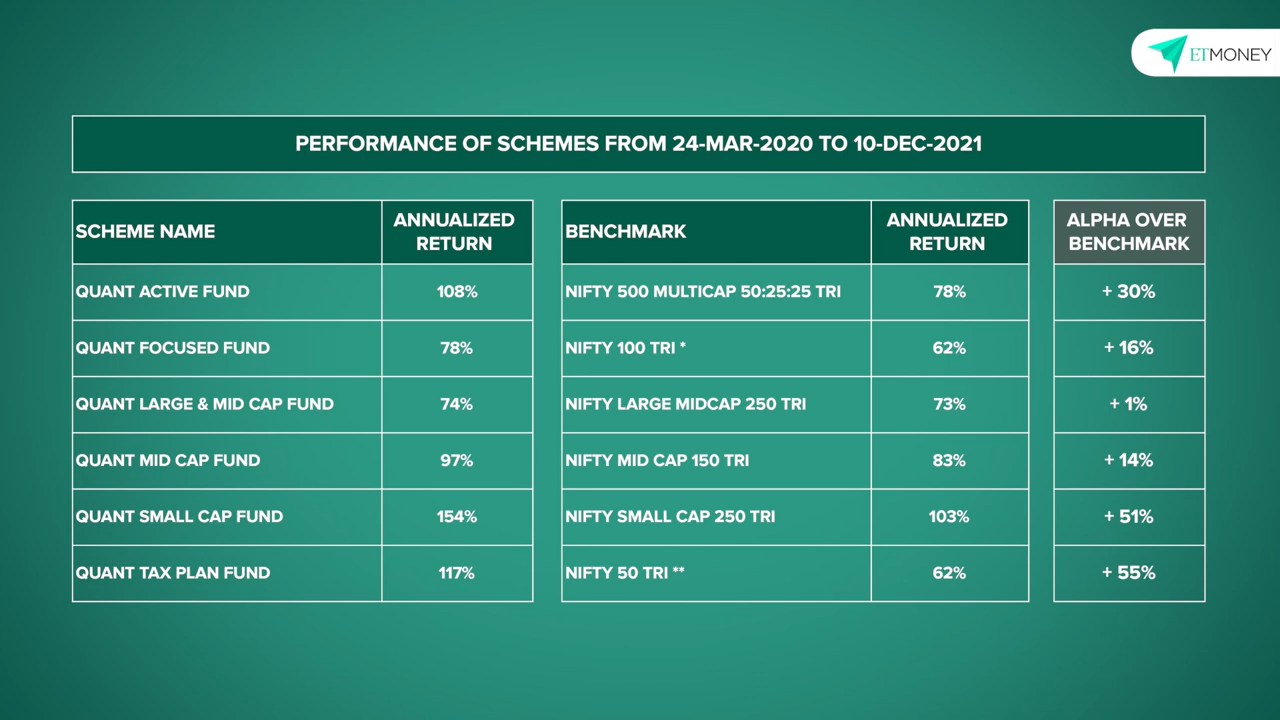 ETMONEY
PERFORMANCE OF SCHEMES FROM 24-MAR-2020 TO 10-DEC-2021
SCHEME NAME ANNUALIZED RETURN BENCHMARK ANNUALIZED RETURN ALPHA OVER BENCHMARK
QUANT ACTIVE FUND 108% NIFTY 500 MULTICAP 50:25:25 TRI 78% + 30%
QUANT FOCUSED FUND 78% NIFTY 100 TRI * 62% + 16%
QUANT LARGE & MID CAP FUND 74% NIFTY LARGE MIDCAP 250 TRI 73% + 1%
QUANT MID CAP FUND 97% NIFTY MID CAP 150 TRI 83% + 14%
QUANT SMALL CAP FUND 154% NIFTY SMALL CAP 250 TRI 103% + 51%
QUANT TAX PLAN FUND 117% NIFTY 50 TRI ** 62% + 55%